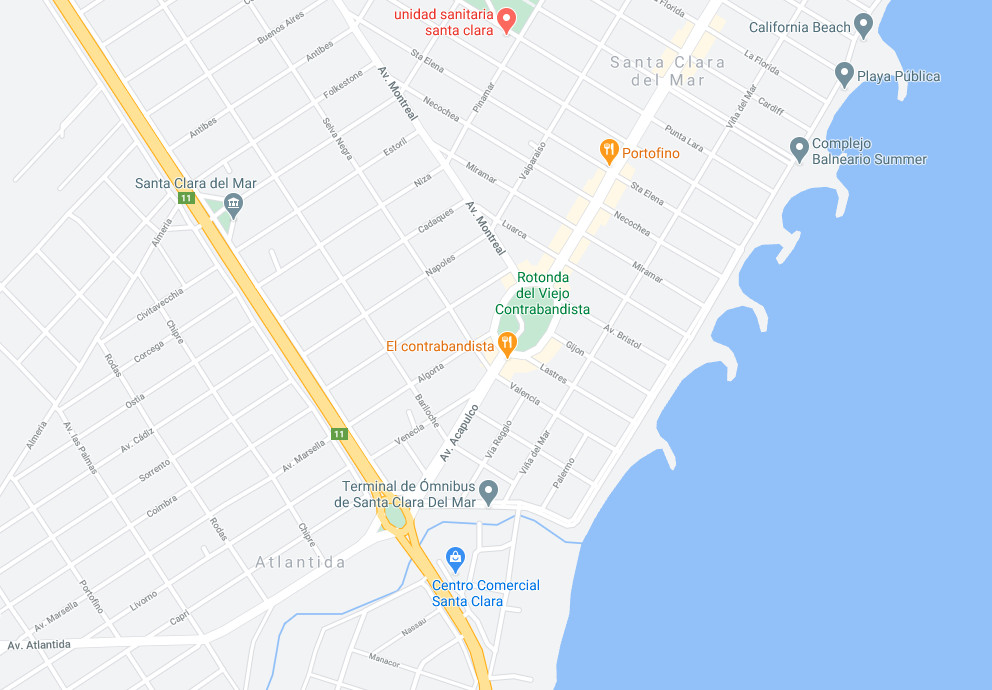 unidad sanitaria
santa clara
Buenos Aires
Florida
California Beach
Antibes
Sta Elena
Santa Clara
del Mar
La Florida
Playa Pública
Folkestone
Av. Montreal
Pinamar
Necochea
Viña del Mar
Cardiff
Antibes
Selva Negra
Estoril
Valparaiso
Punta Lara
Portofino
Complejo
Balneario Summer
Santa Clara del Mar
11
Niza
Miramar
Sta Elena
Almería
Cadaques
Av. Montreal
Luarca
Necochea
Napoles
Miramar
Rotonda
del Viejo
Contrabandista
Civitavecchia
Chipre
Av. Bristol
Corcega
Rodas
El contrabandista
Gijon
Algorta
Lastres
Ostia
Bariloche
Valencia
Almería
Av. las Palmas
Av. Cádiz
11
Venecia
Av. Acapulco
Via Reggio
Viña del Mar
Av. Marsella
Sorrento
Palermo
Terminal de Ómnibus
de Santa Clara Del Mar
Coimbra
Rodas
Chipre
Atlantida
Centro Comercial
Santa Clara
Portofino
Livorno
Av. Marsella
Capri
Nassau
Av. Atlantida
Manacor